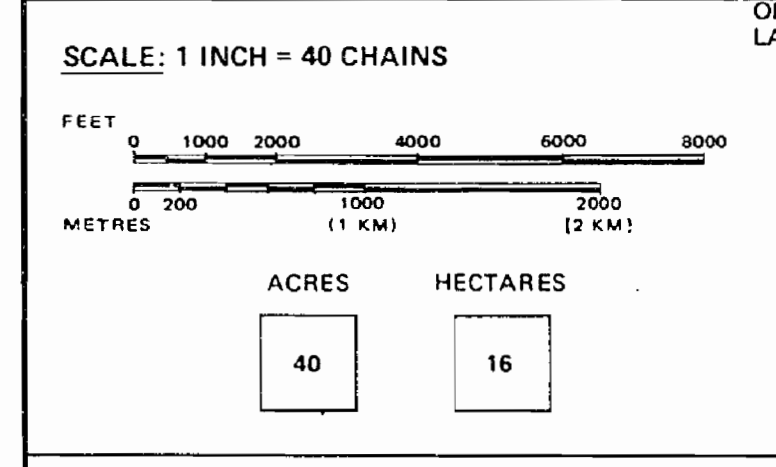 SCALE: 1 INCH = 40 CHAINS
FEET
0 1000 2000 4000 6000 8000
0 200 1000 2000
METRES (1 KM) [2 KM]
ACRES HECTARES
40 16